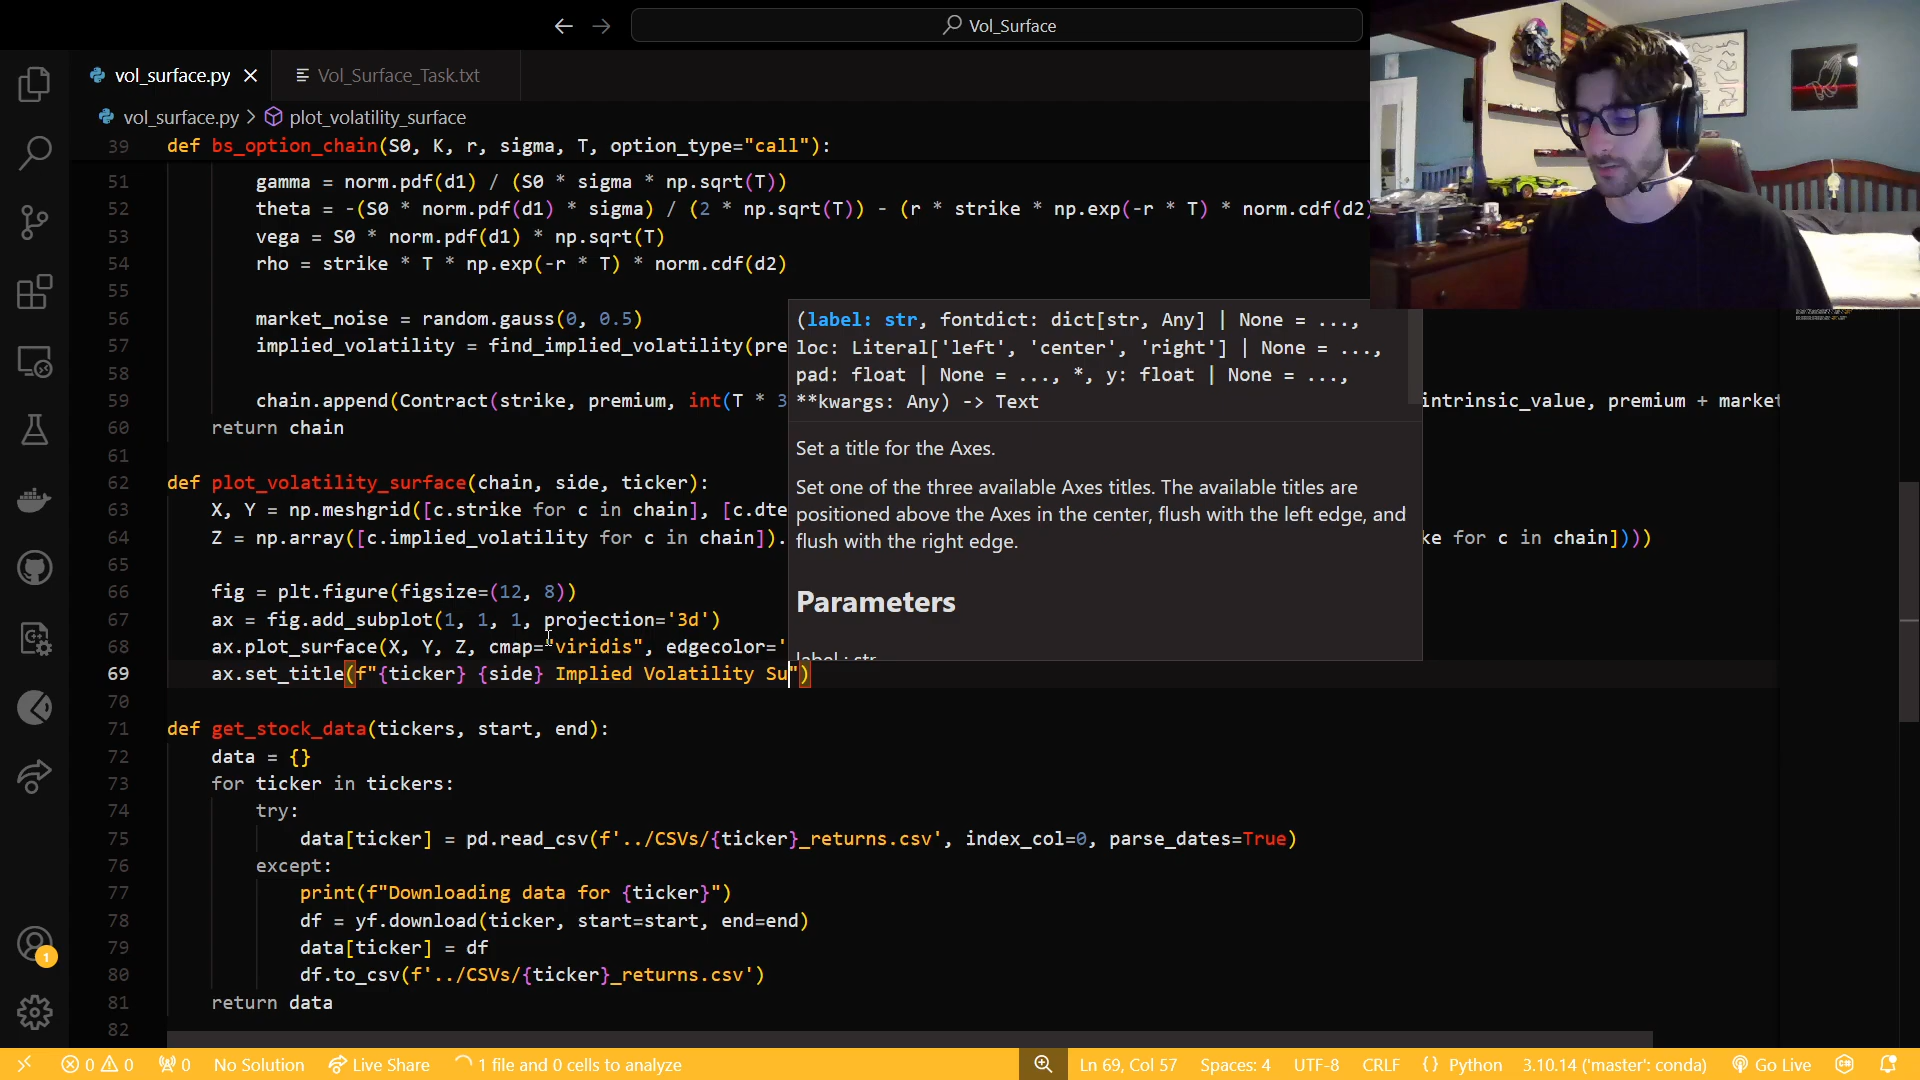 Vol_Surface
vol_surface.py
Vol_Surface_Task.txt
vol_surface.py > plot_volatility_surface
39 def bs_option_chain(S0, K, r, sigma, T, option_type="call"):
51 gamma = norm.pdf(d1) / (S0 * sigma * np.sqrt(T))
52 theta = -(S0 * norm.pdf(d1) * sigma) / (2 * np.sqrt(T)) - (r * strike * np.exp(-r * T) * norm.cdf(d2)
53 vega = S0 * norm.pdf(d1) * np.sqrt(T)
54 rho = strike * T * np.exp(-r * T) * norm.cdf(d2)
55
56 market_noise = random.gauss(0, 0.5)
57 implied_volatility = find_implied_volatility(pre
58
59 chain.append(Contract(strike, premium, int(T * 3 intrinsic_value, premium + market
60 return chain
61
62 def plot_volatility_surface(chain, side, ticker):
63 X, Y = np.meshgrid([c.strike for c in chain], [c.dte
64 Z = np.array([c.implied_volatility for c in chain]). ke for c in chain])))
65
66 fig = plt.figure(figsize=(12, 8))
67 ax = fig.add_subplot(1, 1, 1, projection='3d')
68 ax.plot_surface(X, Y, Z, cmap="viridis", edgecolor='
69 ax.set_title(f"{ticker} {side} Implied Volatility Su")
70
71 def get_stock_data(tickers, start, end):
72 data = {}
73 for ticker in tickers:
74 try:
75 data[ticker] = pd.read_csv(f'../CSVs/{ticker}_returns.csv', index_col=0, parse_dates=True)
76 except:
77 print(f"Downloading data for {ticker}")
78 df = yf.download(ticker, start=start, end=end)
79 data[ticker] = df
80 df.to_csv(f'../CSVs/{ticker}_returns.csv')
81 return data
82
(label: str, fontdict: dict[str, Any] | None = ...,
loc: Literal['left', 'center', 'right'] | None = ...,
pad: float | None = ..., *, y: float | None = ...,
**kwargs: Any) -> Text
Set a title for the Axes.
Set one of the three available Axes titles. The available titles are
positioned above the Axes in the center, flush with the left edge, and
flush with the right edge.
Parameters
label : str
1
0 0 0 No Solution Live Share 1 file and 0 cells to analyze Ln 69, Col 57 Spaces: 4 UTF-8 CRLF {} Python 3.10.14 ('master': conda) Go Live